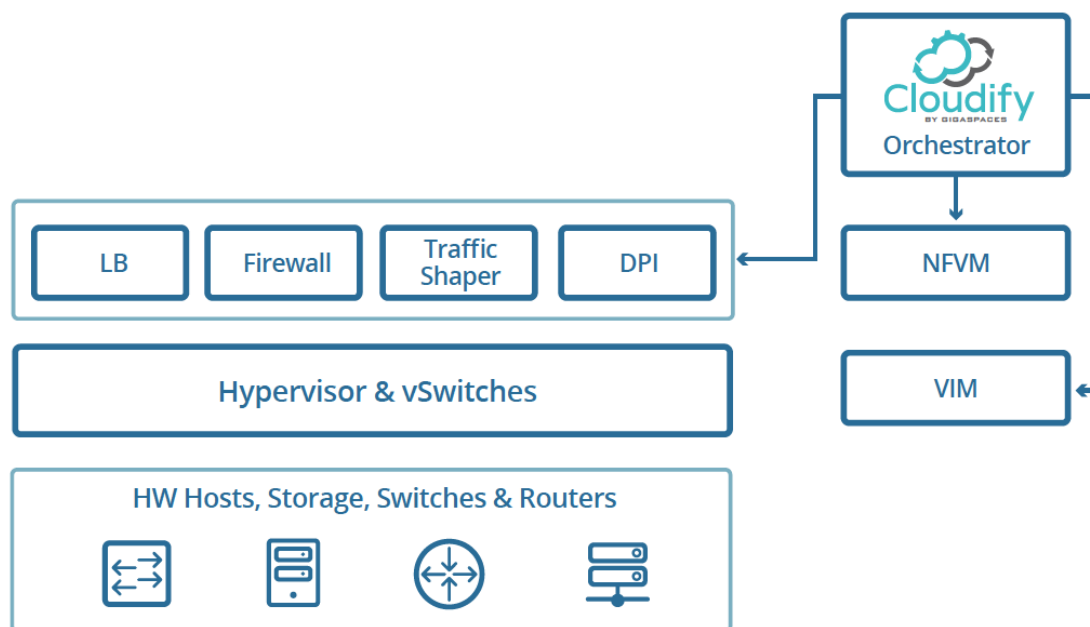 Cloudify
BY GIGASPACES
Orchestrator
LB
Firewall
Traffic
Shaper
DPI
NFVM
Hypervisor & vSwitches
VIM
HW Hosts, Storage, Switches & Routers